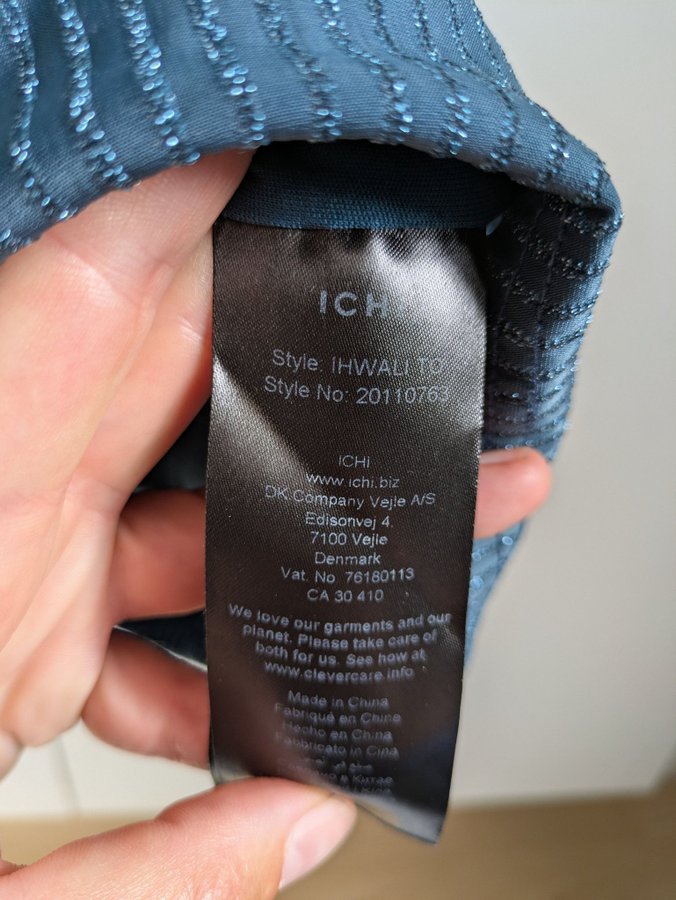 ICHI
Style: IHWALI TO
Style No: 20110763
ICHI
www.ichi.biz
DK Company Vejle A/S
Edisonvej 4
7100 Vejle
Denmark
Vat. No 76180113
CA 30 410
We love our garments and our
planet. Please take care of
both for us. See how at
www.clevercare.info
Made in China
Fabriqué en China
Hecho en China
Fabbricato in Cina